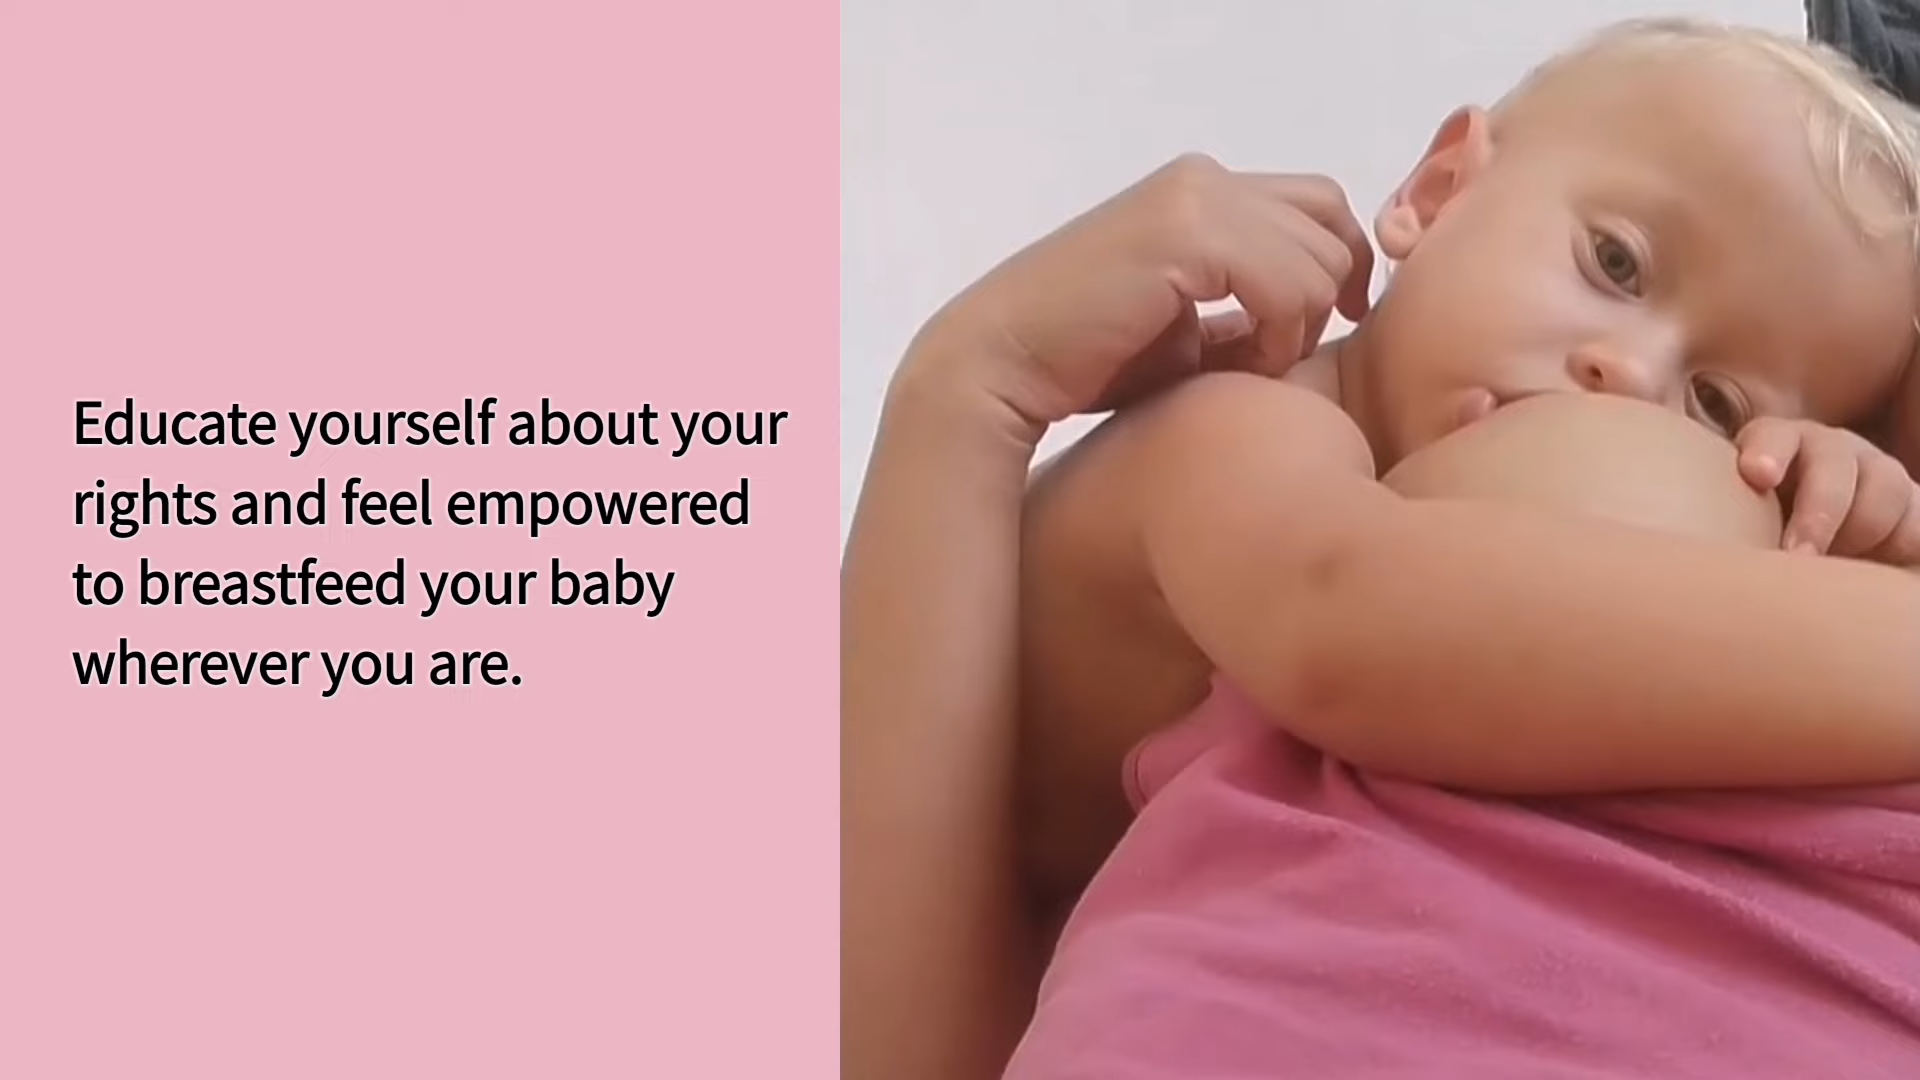 Educate yourself about your
rights and feel empowered
to breastfeed your baby
wherever you are.